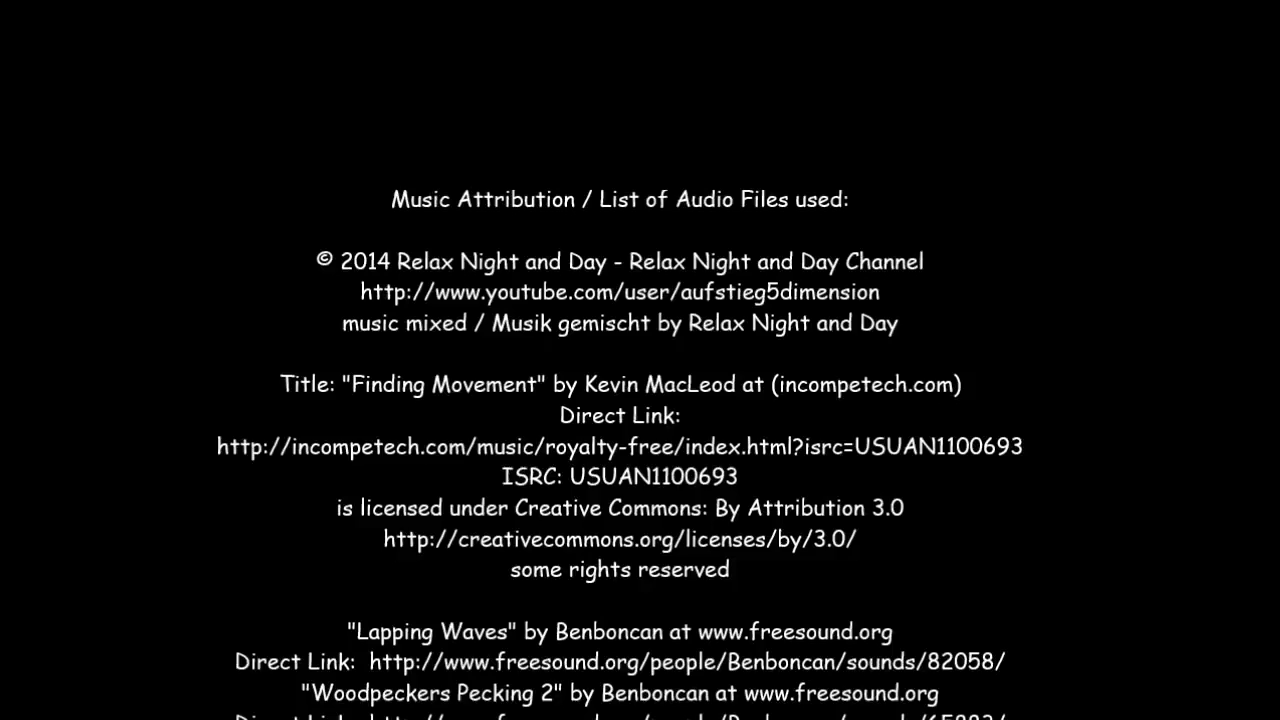 Music Attribution / List of Audio Files used:
© 2014 Relax Night and Day - Relax Night and Day Channel
http://www.youtube.com/user/aufstieg5dimension
music mixed / Musik gemischt by Relax Night and Day
Title: "Finding Movement" by Kevin MacLeod at (incompetech.com)
Direct Link:
http://incompetech.com/music/royalty-free/index.html?isrc=USUAN1100693
ISRC: USUAN1100693
is licensed under Creative Commons: By Attribution 3.0
http://creativecommons.org/licenses/by/3.0/
some rights reserved
"Lapping Waves" by Benboncan at www.freesound.org
Direct Link:  http://www.freesound.org/people/Benboncan/sounds/82058/
"Woodpeckers Pecking 2" by Benboncan at www.freesound.org